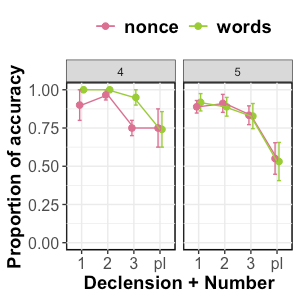 nonce words
4 5
Proportion of accuracy
1.00
0.75
0.50
0.25
0.00
1 2 3 pl 1 2 3 pl
Declension + Number